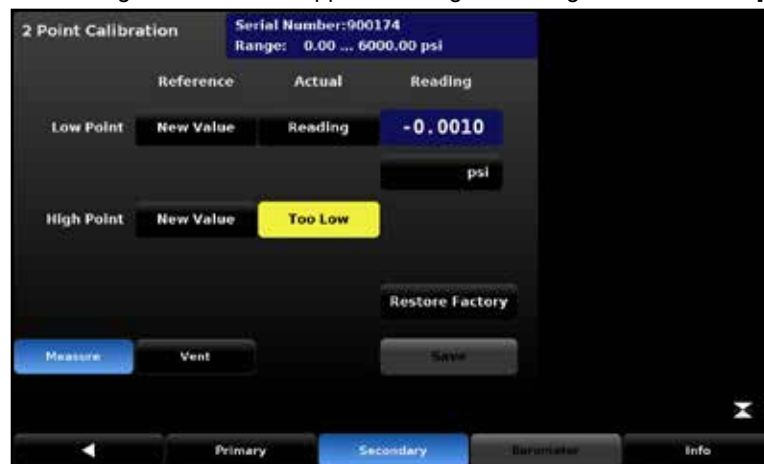 2 Point Calibration
Serial Number:900174
Range: 0.00 ... 6000.00 psi
Reference Actual Reading
Low Point New Value Reading -0.0010
psi
High Point New Value Too Low
Restore Factory
Measure Vent Save
Primary Secondary Barometer Info